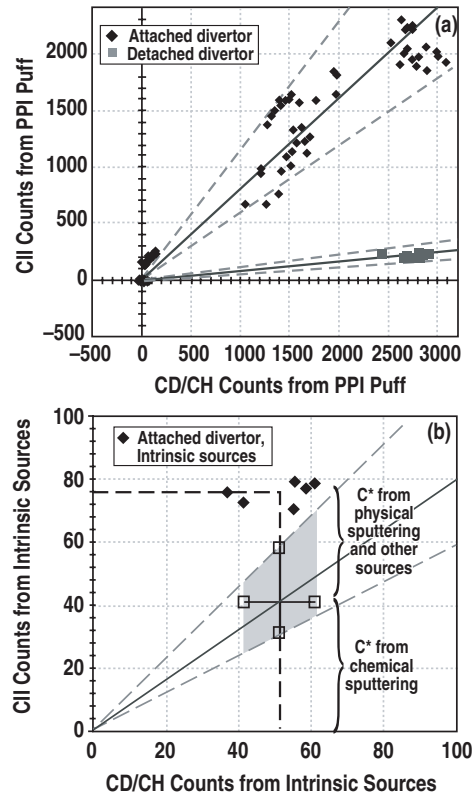 (a)
Attached divertor
Detached divertor
CII Counts from PPI Puff
2000
1500
1000
500
0
–500
–500
0
500
1000
1500
2000
2500
3000
CD/CH Counts from PPI Puff
(b)
Attached divertor,
Intrinsic sources
CII Counts from Intrinsic Sources
100
80
60
40
20
0
C* from
physical
sputtering
and other
sources
C* from
chemical
sputtering
0
20
40
60
80
100
CD/CH Counts from Intrinsic Sources